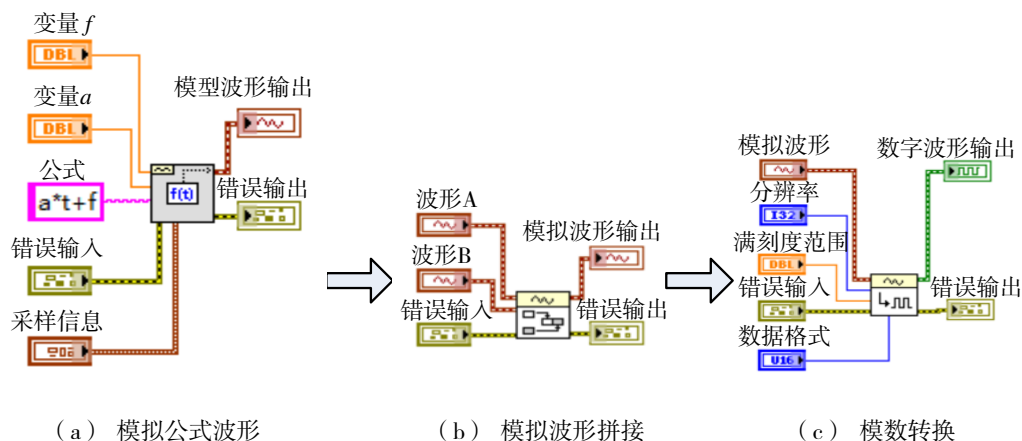 变量f
DBL
变量a
DBL
公式
a*t+f
错误输入
采样信息
模型波形输出
f(t)
错误输出
(a) 模拟公式波形
波形A
波形B
错误输入
模拟波形输出
错误输出
(b) 模拟波形拼接
模拟波形
分辨率
I32
满刻度范围
DBL
错误输入
数据格式
U16
数字波形输出
错误输出
(c) 模数转换